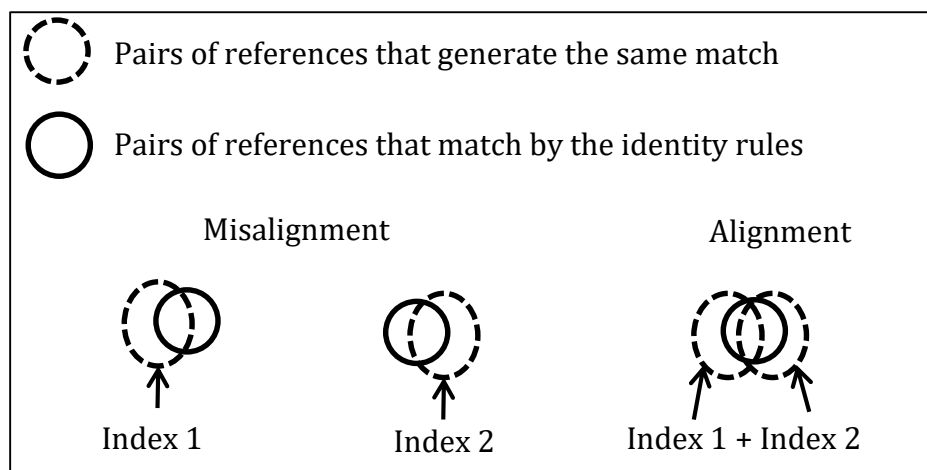 Pairs of references that generate the same match
Pairs of references that match by the identity rules
Misalignment
Alignment
Index 1
Index 2
Index 1 + Index 2